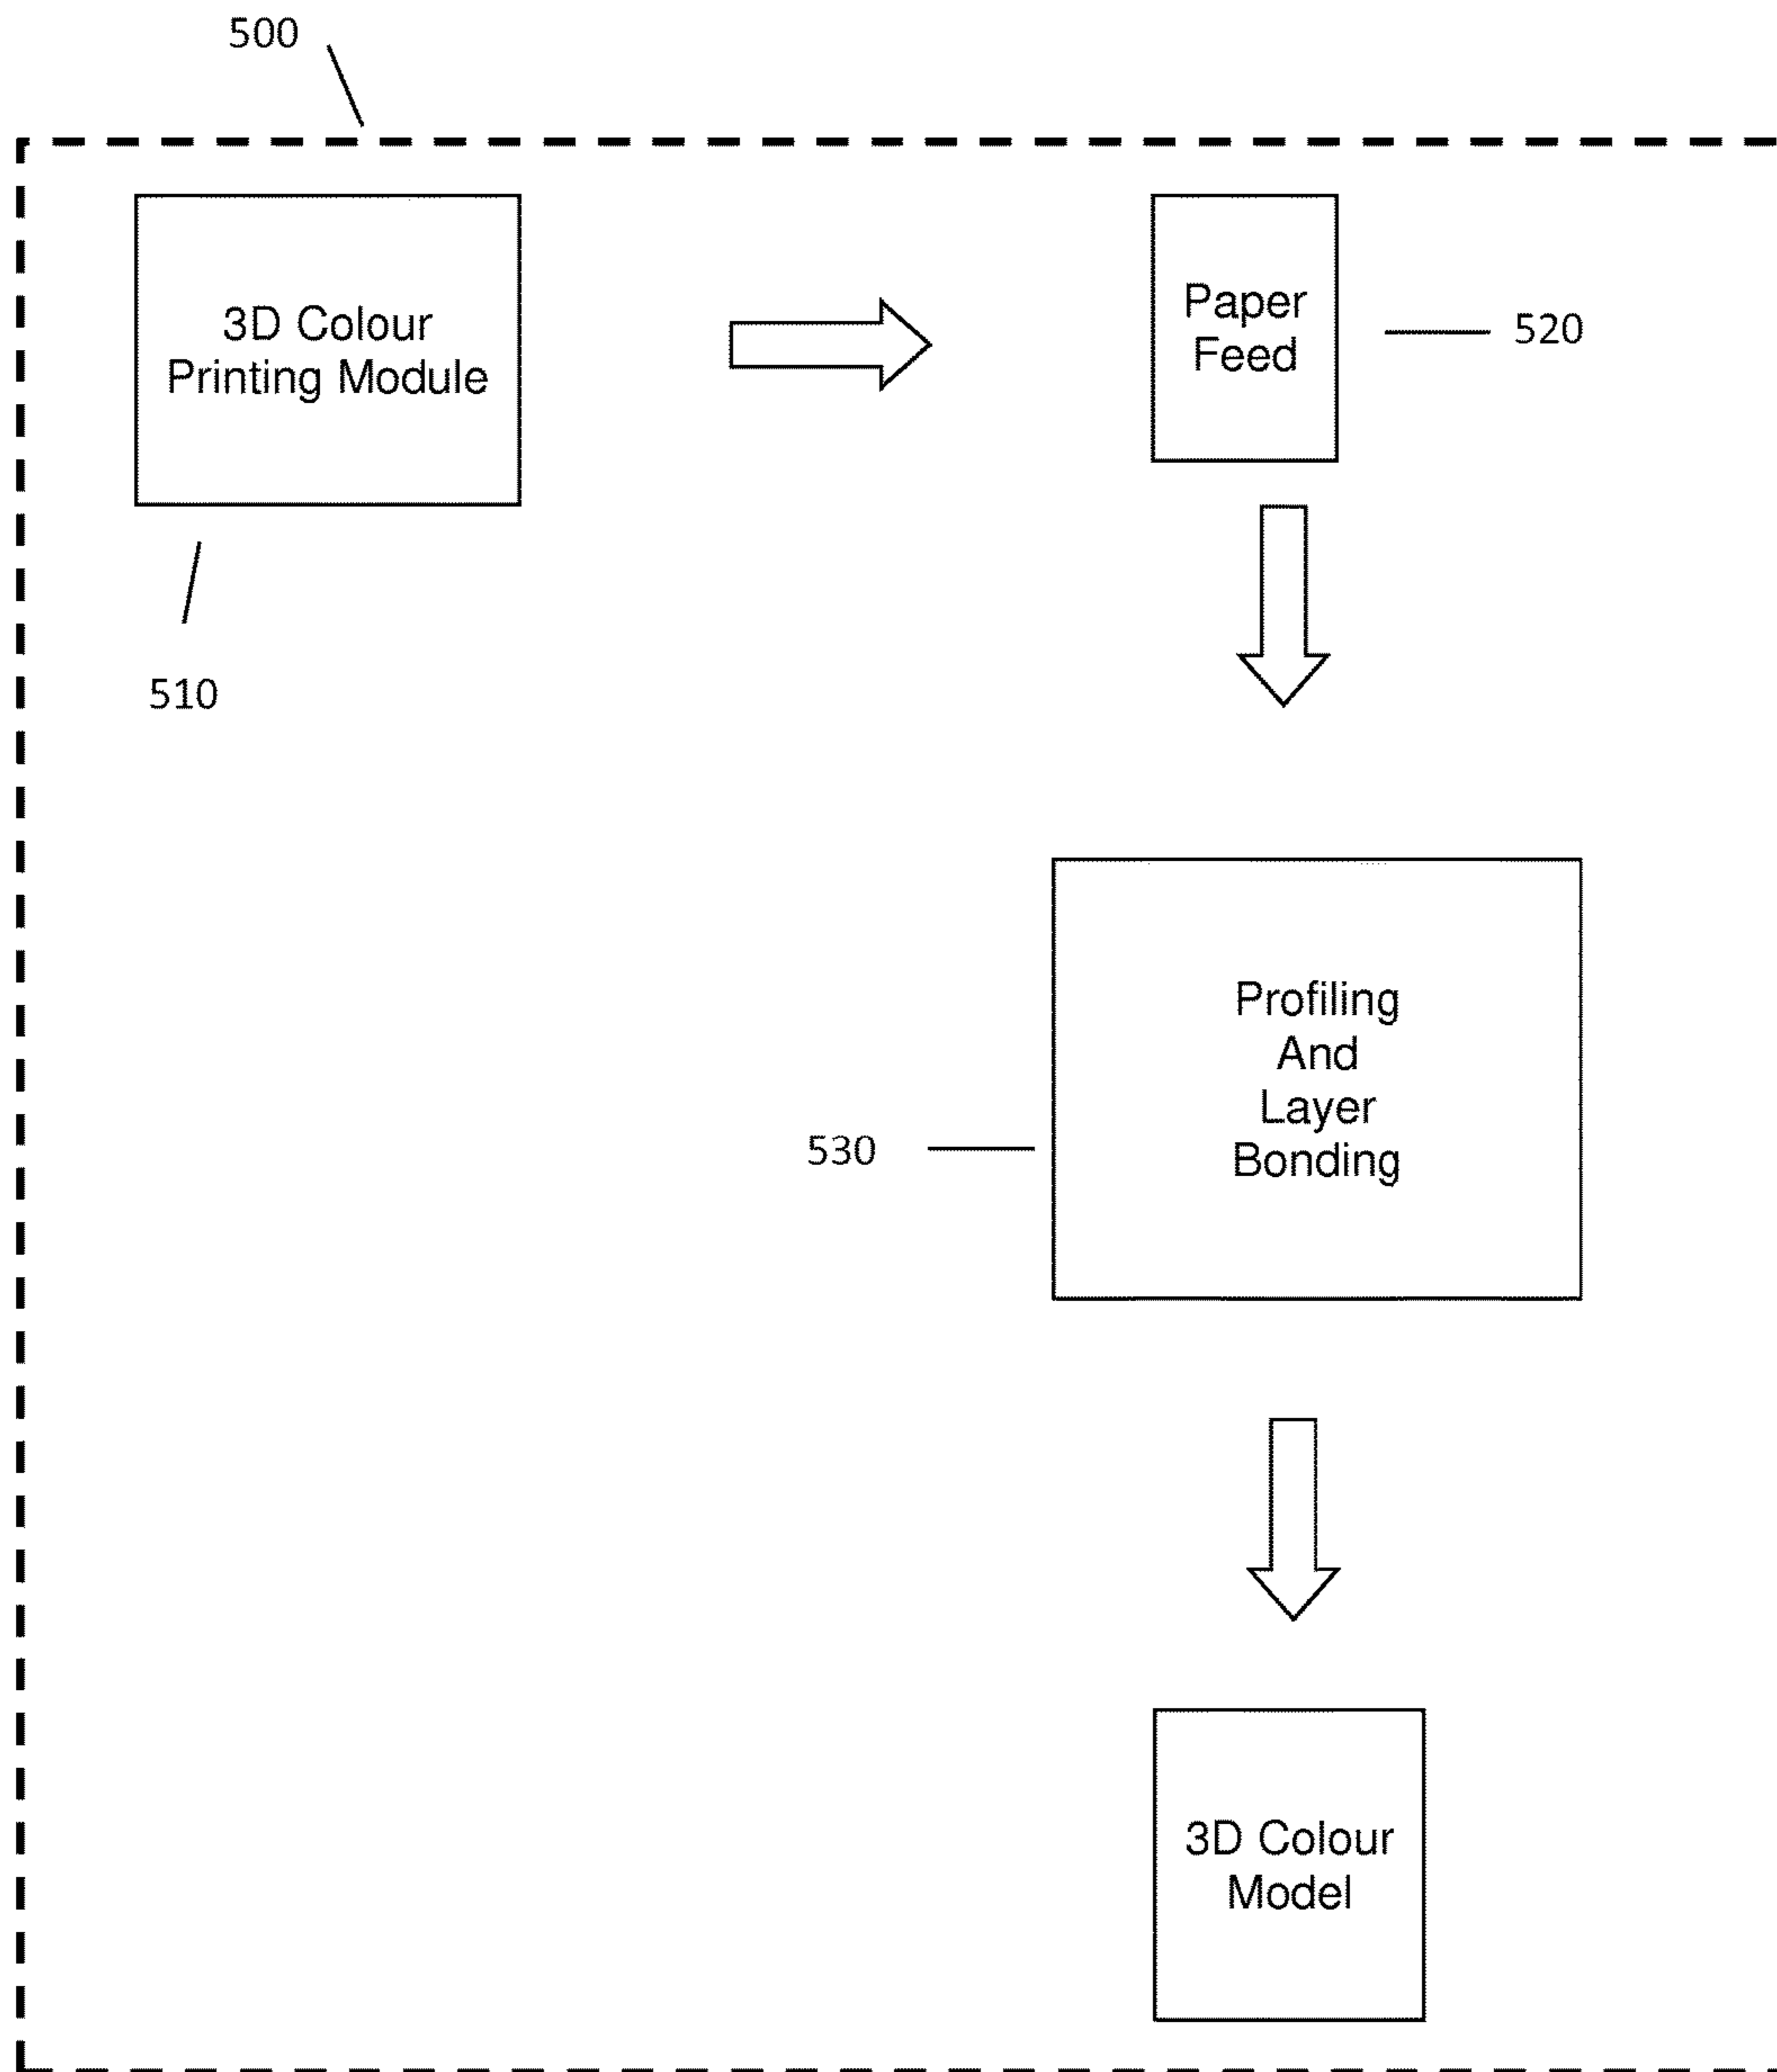 500
3D Colour
Printing Module
510
Paper
Feed
520
Profiling
And
Layer
Bonding
530
3D Colour
Model